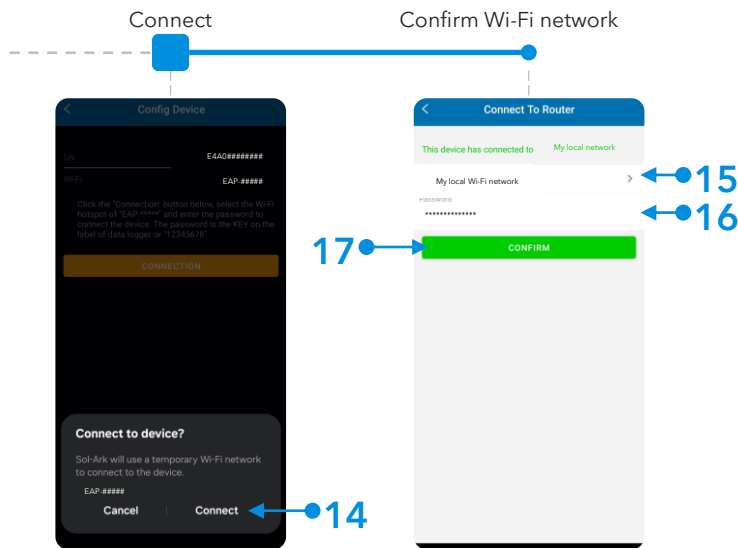 Connect
Confirm Wi-Fi network
Config Device
SN
E4A0########
Wi-Fi
EAP-#####
Click the "Connection" button below, select the Wi-Fi
hotspot of "EAP-#####" and enter the password to
connect the device. The password is the KEY on the
label of data logger or "12345678"
CONNECTION
Connect to device?
Sol-Ark will use a temporary Wi-Fi network
to connect to the device.
EAP-#####
Cancel
Connect
14
Connect To Router
This device has connected to
My local network
My local Wi-Fi network
15
Password
••••••••••••••
16
17
CONFIRM